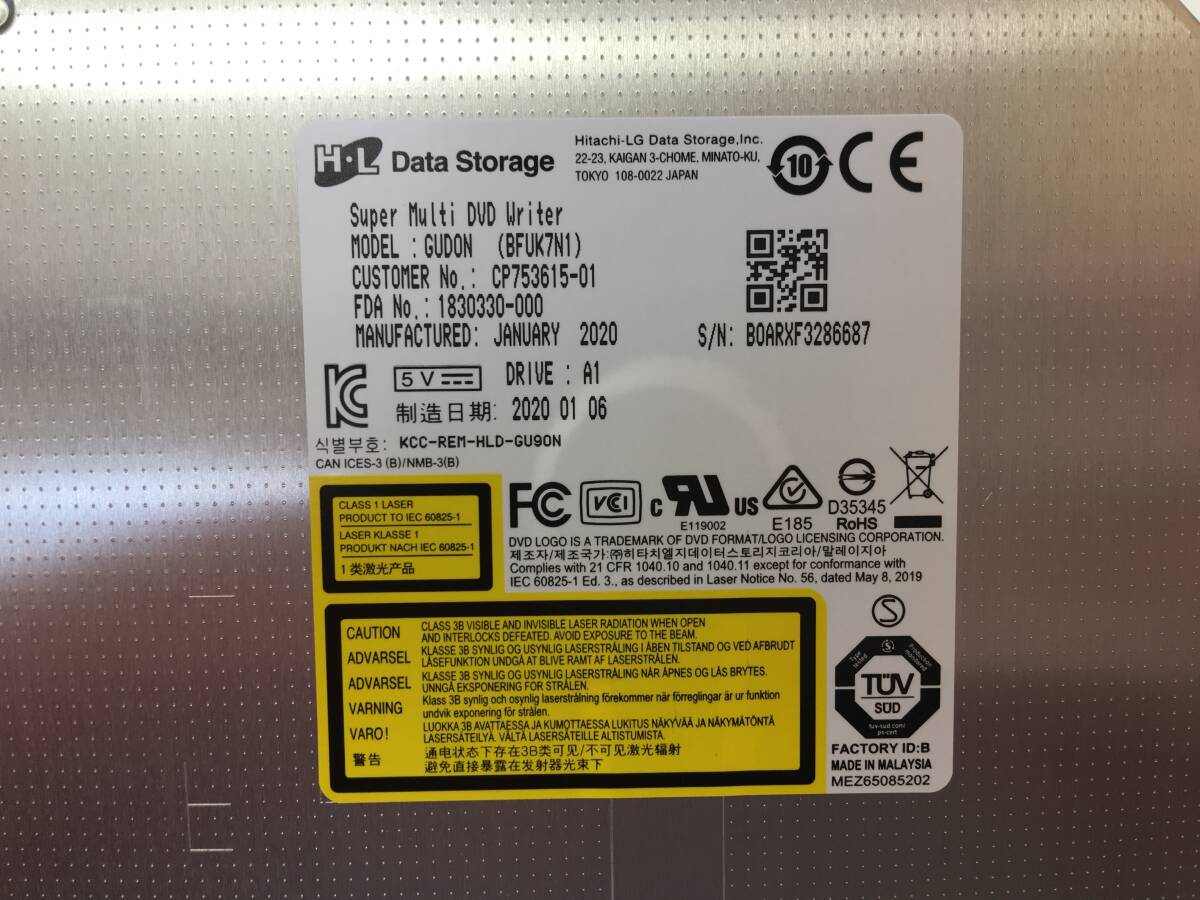 H·L Data Storage
Hitachi-LG Data Storage,Inc.
22-23, KAIGAN 3-CHOME, MINATO-KU,
TOKYO 108-0022 JAPAN
10
CE
Super Multi DVD Writer
MODEL : GUD0N (BFUK7N1)
CUSTOMER No.: CP753615-01
FDA No.: 1830330-000
MANUFACTURED: JANUARY 2020
S/N: B0ARXF3286687
5V
DRIVE : A1
制造日期: 2020 01 06
식별부호: KCC-REM-HLD-GU90N
CAN ICES-3 (B)/NMB-3(B)
CLASS 1 LASER
PRODUCT TO IEC 60825-1
LASER KLASSE 1
PRODUKT NACH IEC 60825-1
1 类激光产品
FC
VCI
C RU US
E119002
E185
D35345
RoHS
DVD LOGO IS A TRADEMARK OF DVD FORMAT/LOGO LICENSING CORPORATION.
제조자/제조국가:㈜히타치엘지데이터스토리지코리아/말레이지아
Complies with 21 CFR 1040.10 and 1040.11 except for conformance with
IEC 60825-1 Ed. 3., as described in Laser Notice No. 56, dated May 8, 2019
CAUTION CLASS 3B VISIBLE AND INVISIBLE LASER RADIATION WHEN OPEN
AND INTERLOCKS DEFEATED. AVOID EXPOSURE TO THE BEAM.
ADVARSEL KLASSE 3B SYNLIG OG USYNLIG LASERSTRÅLING I ÅBEN TILSTAND OG VED AFBRUDT
LÅSEFUNKTION UNDGÅ AT BLIVE RAMT AF LASERSTRÅLEN.
ADVARSEL KLASSE 3B SYNLIG OG USYNLIG LASERSTRÅLING NÅR ÅPNES OG LÅS BRYTES.
UNNGÅ EKSPONERING FOR STRÅLEN.
VARNING Klass 3B synlig och osynlig laserstrålning förekommer när förreglingar är ur funktion
undvik exponering för strålen.
VARO! LUOKKA 3B AVATTAESSA JA KUMOTTAESSA LUKITUS NÄKYVÄÄ JA NÄKYMÄTÖNTÄ
LASERSÄTEILYÄ. VÄLTÄ LASERSÄTEILLE ALTISTUMISTA.
警告 通电状态下存在3B类可见/不可见激光辐射
避免直接暴露在发射器光束下
S
Type tested
Production monitored
TÜV
SÜD
tuv-sud.com/
ps-cert
FACTORY ID:B
MADE IN MALAYSIA
MEZ65085202